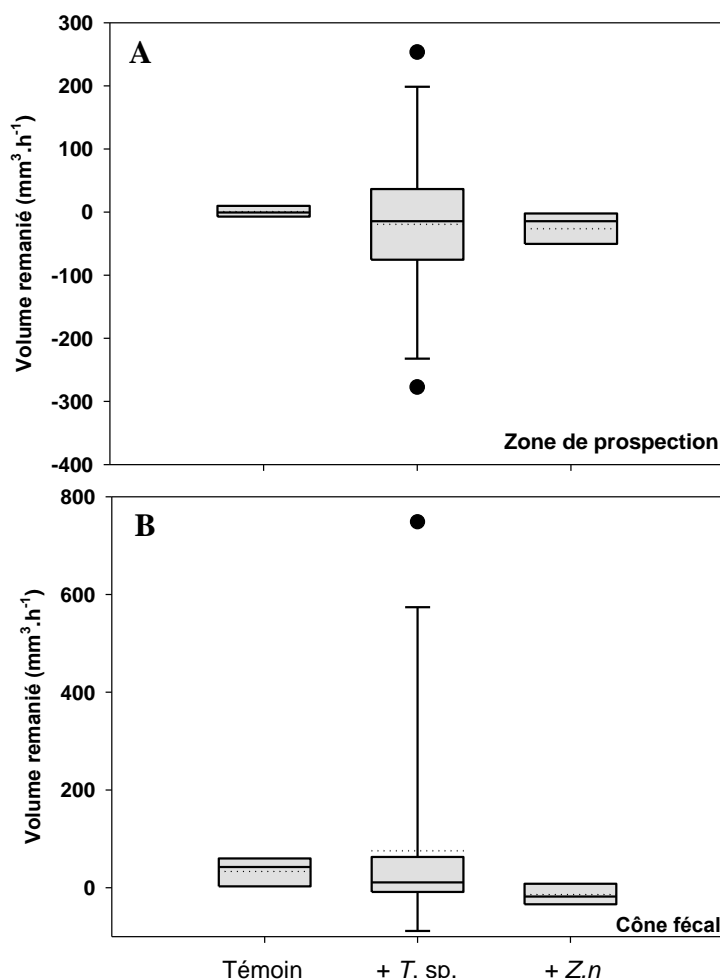 A
Volume remanié (mm³.h⁻¹)
300
200
100
0
-100
-200
-300
-400
Zone de prospection
B
Volume remanié (mm³.h⁻¹)
800
600
400
200
0
Cône fécal
Témoin
+ T. sp.
+ Z.n